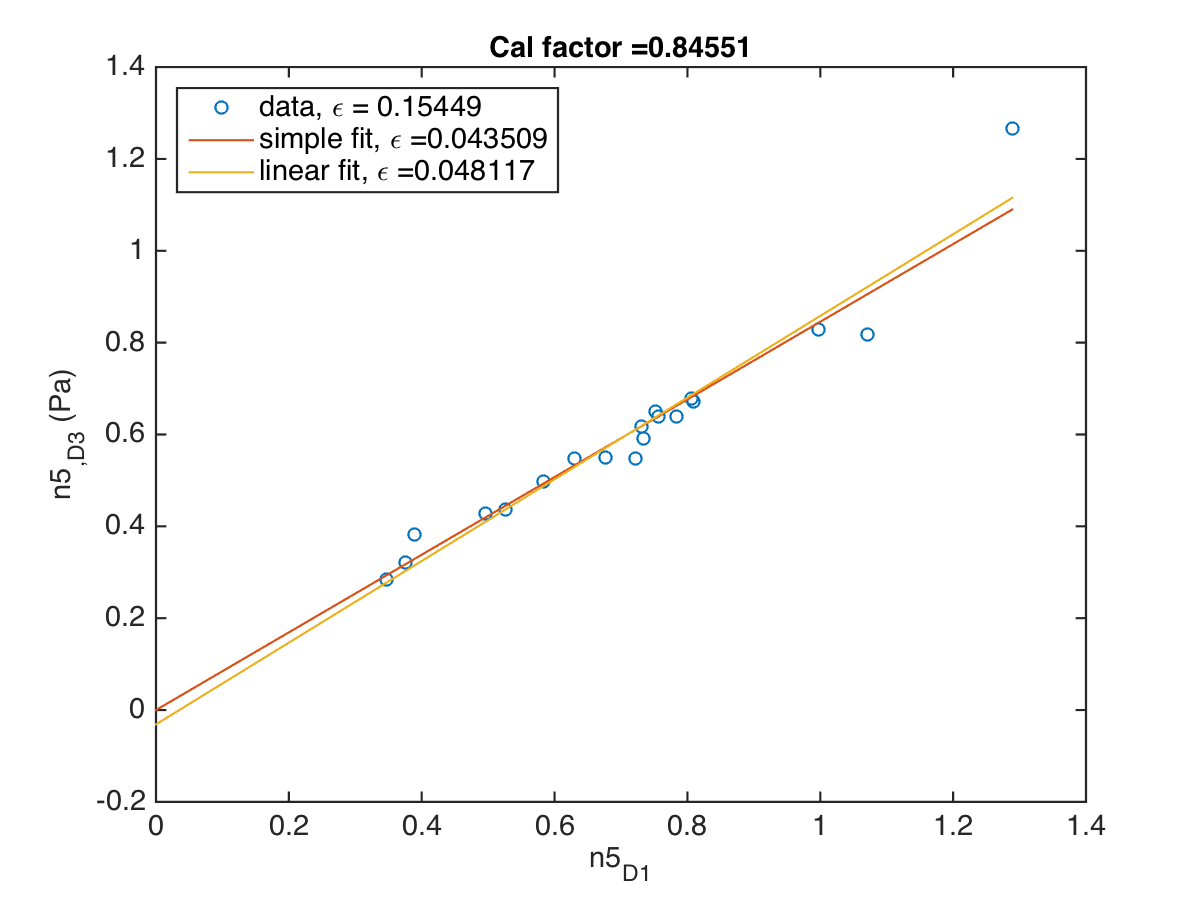 Cal factor =0.84551
data, ϵ = 0.15449
simple fit, ϵ =0.043509
linear fit, ϵ =0.048117
1.4
1.2
1
0.8
0.6
0.4
0.2
0
-0.2
n5,D3 (Pa)
0 0.2 0.4 0.6 0.8 1 1.2 1.4
n5D1